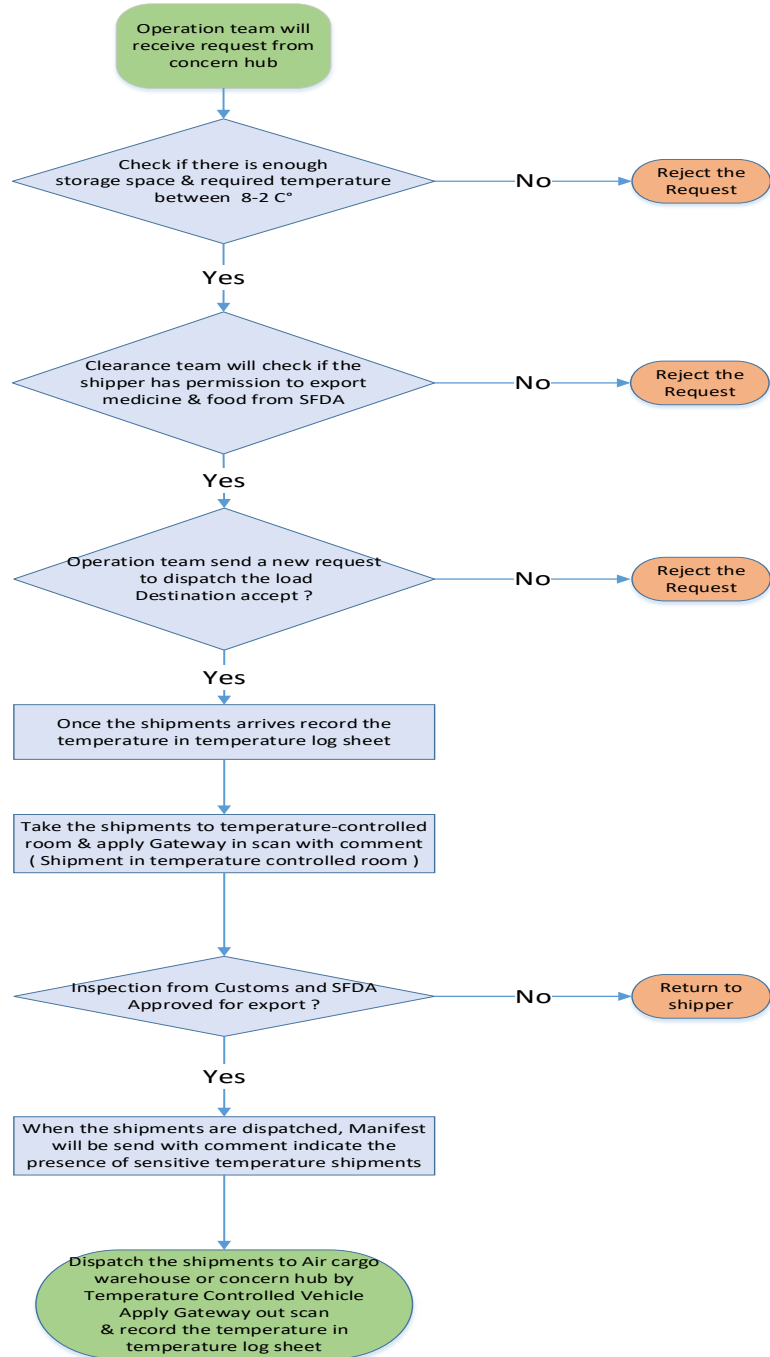 Operation team will
receive request from
concern hub
Check if there is enough
storage space & required temperature
between  8-2 C°
No
Reject the
Request
Yes
Clearance team will check if the
shipper has permission to export
medicine & food from SFDA
No
Reject the
Request
Yes
Operation team send a new request
to dispatch the load
Destination accept ?
No
Reject the
Request
Yes
Once the shipments arrives record the
temperature in temperature log sheet
Take the shipments to temperature-controlled
room & apply Gateway in scan with comment
( Shipment in temperature controlled room )
Inspection from Customs and SFDA
Approved for export ?
No
Return to
shipper
Yes
When the shipments are dispatched, Manifest
will be send with comment indicate the
presence of sensitive temperature shipments
Dispatch the shipments to Air cargo
warehouse or concern hub by
Temperature Controlled Vehicle
Apply Gateway out scan
& record the temperature in
temperature log sheet